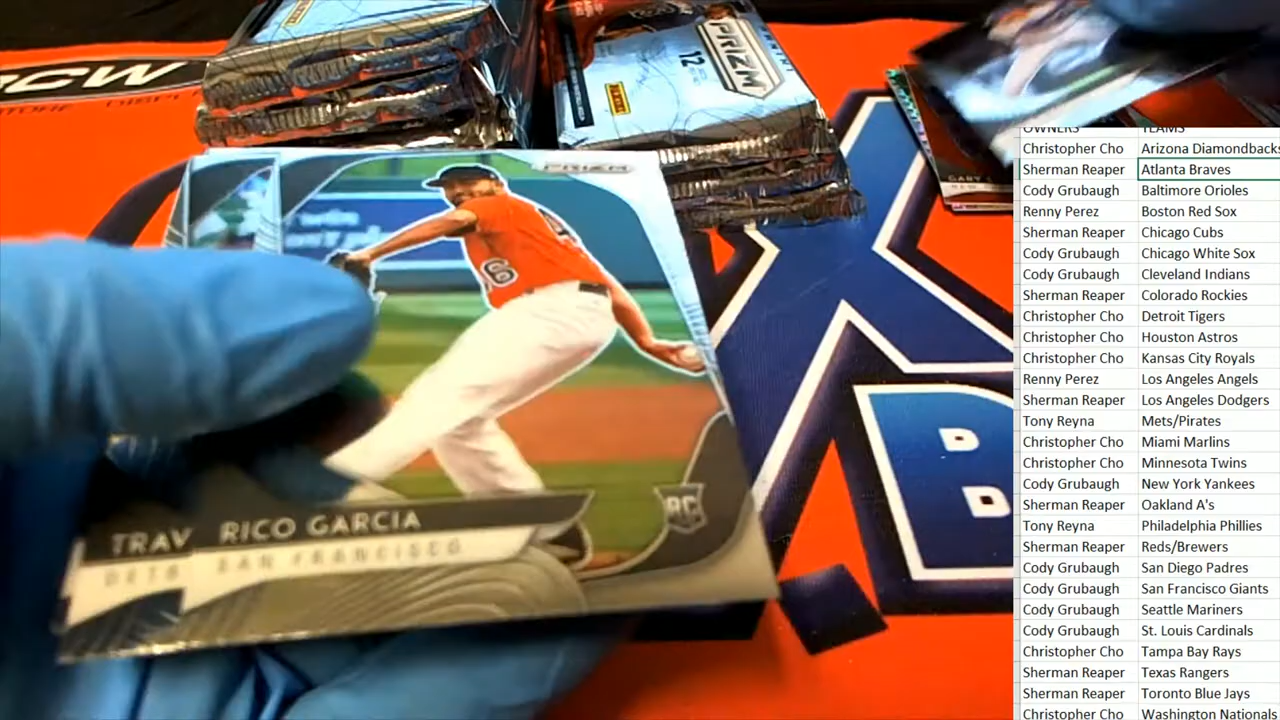 PRIZM
12
PANINI
PRIZM
46
TRAV RICO GARCIA
DETR SAN FRANCISCO
RC
B
OWNERS TEAMS
Christopher Cho Arizona Diamondbacks
Sherman Reaper Atlanta Braves
Cody Grubaugh Baltimore Orioles
Renny Perez Boston Red Sox
Sherman Reaper Chicago Cubs
Cody Grubaugh Chicago White Sox
Cody Grubaugh Cleveland Indians
Sherman Reaper Colorado Rockies
Christopher Cho Detroit Tigers
Christopher Cho Houston Astros
Christopher Cho Kansas City Royals
Renny Perez Los Angeles Angels
Sherman Reaper Los Angeles Dodgers
Tony Reyna Mets/Pirates
Christopher Cho Miami Marlins
Christopher Cho Minnesota Twins
Cody Grubaugh New York Yankees
Sherman Reaper Oakland A's
Tony Reyna Philadelphia Phillies
Sherman Reaper Reds/Brewers
Cody Grubaugh San Diego Padres
Cody Grubaugh San Francisco Giants
Cody Grubaugh Seattle Mariners
Cody Grubaugh St. Louis Cardinals
Christopher Cho Tampa Bay Rays
Sherman Reaper Texas Rangers
Sherman Reaper Toronto Blue Jays
Christopher Cho Washington Nationals